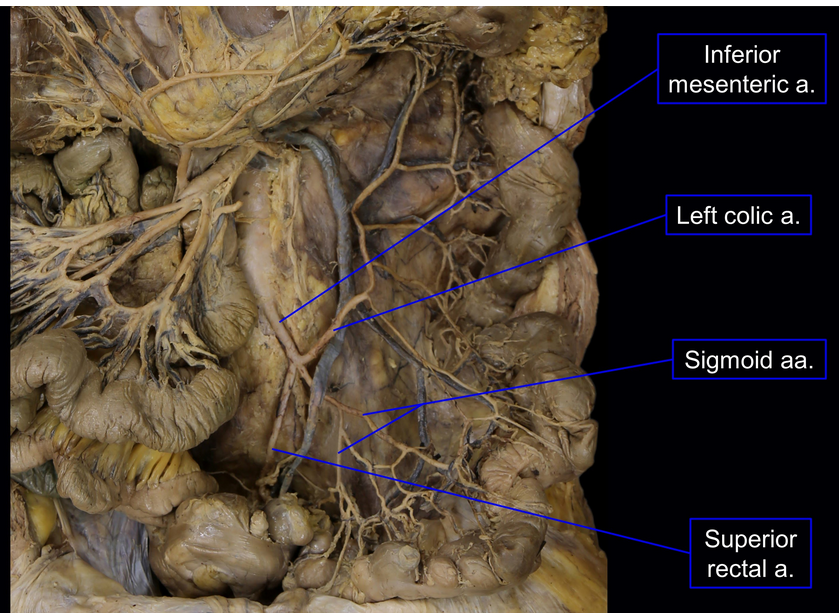 Inferior
mesenteric a.
Left colic a.
Sigmoid aa.
Superior
rectal a.